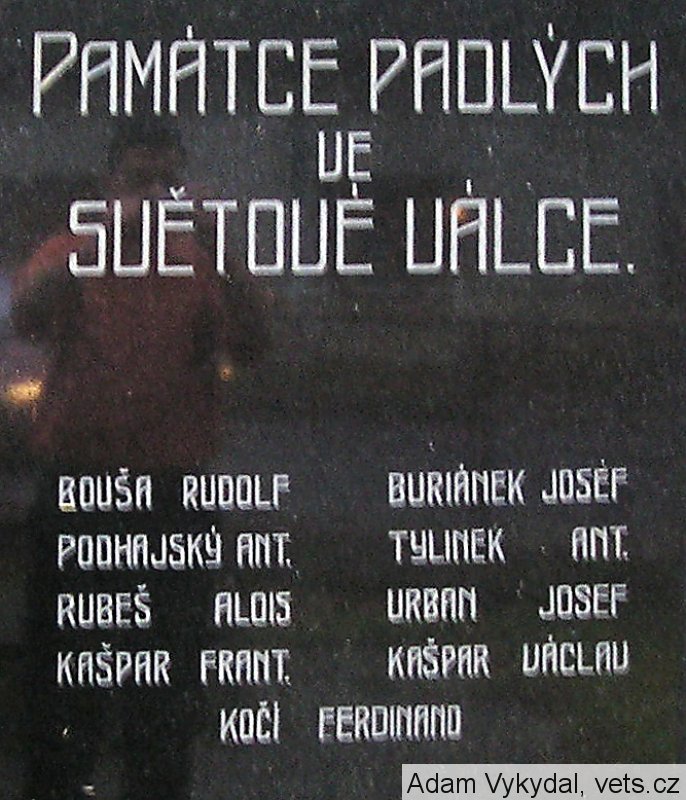 PAMÁTCE PADLÝCH
VE
SVĚTOVÉ VÁLCE.
BOUŠA RUDOLF BURIÁNEK JOSEF
PODHAJSKÝ ANT. TYLINEK ANT.
RUBEŠ ALOIS URBAN JOSEF
KAŠPAR FRANT. KAŠPAR VÁCLAV
KOČÍ FERDINAND
Adam Vykydal, vets.cz